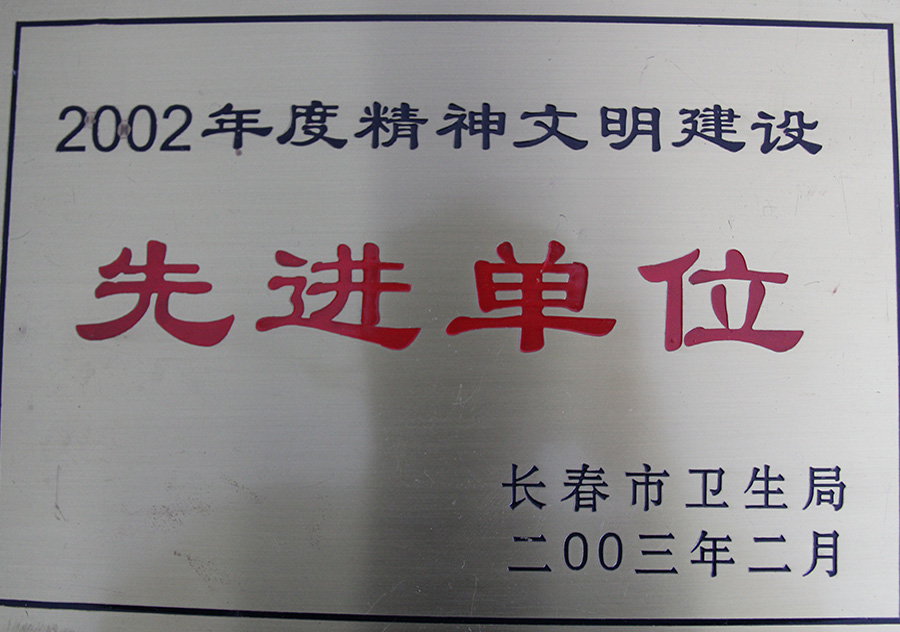 2002年度精神文明建设
先进单位
长春市卫生局
二00三年二月